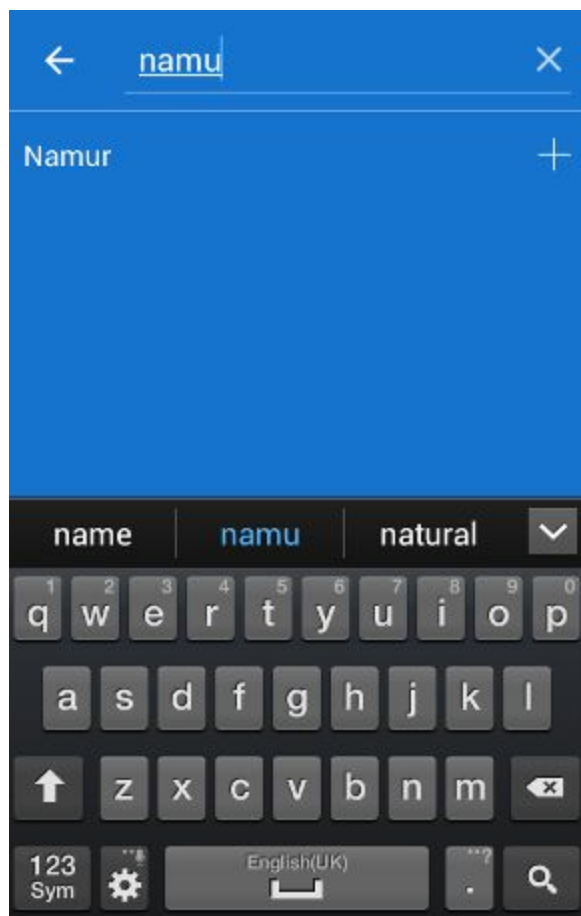 namu
Namur
name namu natural
1 2 3 4 5 6 7 8 9 0
q w e r t y u i o p
a s d f g h j k l
z x c v b n m
123 English(UK) ...?
Sym .